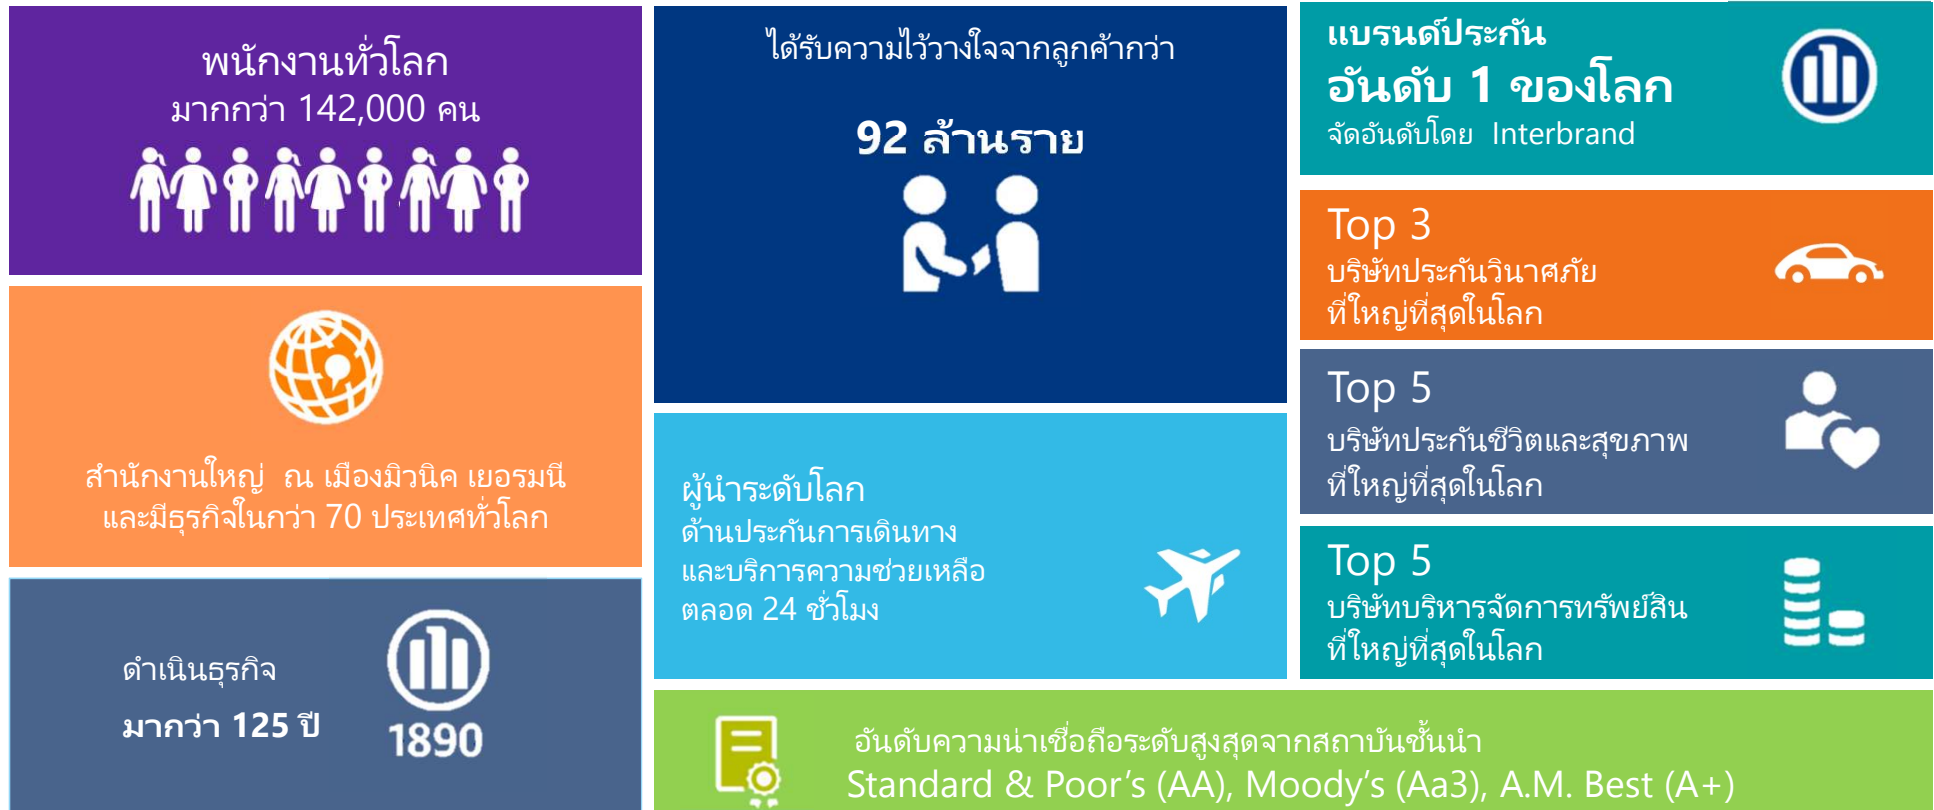 พนักงานทั่วโลก
มากกว่า 142,000 คน
สำนักงานใหญ่ ณ เมืองมิวนิค เยอรมนี
และมีธุรกิจในกว่า 70 ประเทศทั่วโลก
ดำเนินธุรกิจ
มากว่า 125 ปี
1890
ได้รับความไว้วางใจจากลูกค้ากว่า
92 ล้านราย
ผู้นำระดับโลก
ด้านประกันการเดินทาง
และบริการความช่วยเหลือ
ตลอด 24 ชั่วโมง
แบรนด์ประกัน
อันดับ 1 ของโลก
จัดอันดับโดย Interbrand
Top 3
บริษัทประกันวินาศภัย
ที่ใหญ่ที่สุดในโลก
Top 5
บริษัทประกันชีวิตและสุขภาพ
ที่ใหญ่ที่สุดในโลก
Top 5
บริษัทบริหารจัดการทรัพย์สิน
ที่ใหญ่ที่สุดในโลก
อันดับความน่าเชื่อถือระดับสูงสุดจากสถาบันชั้นนำ
Standard & Poor’s (AA), Moody’s (Aa3), A.M. Best (A+)